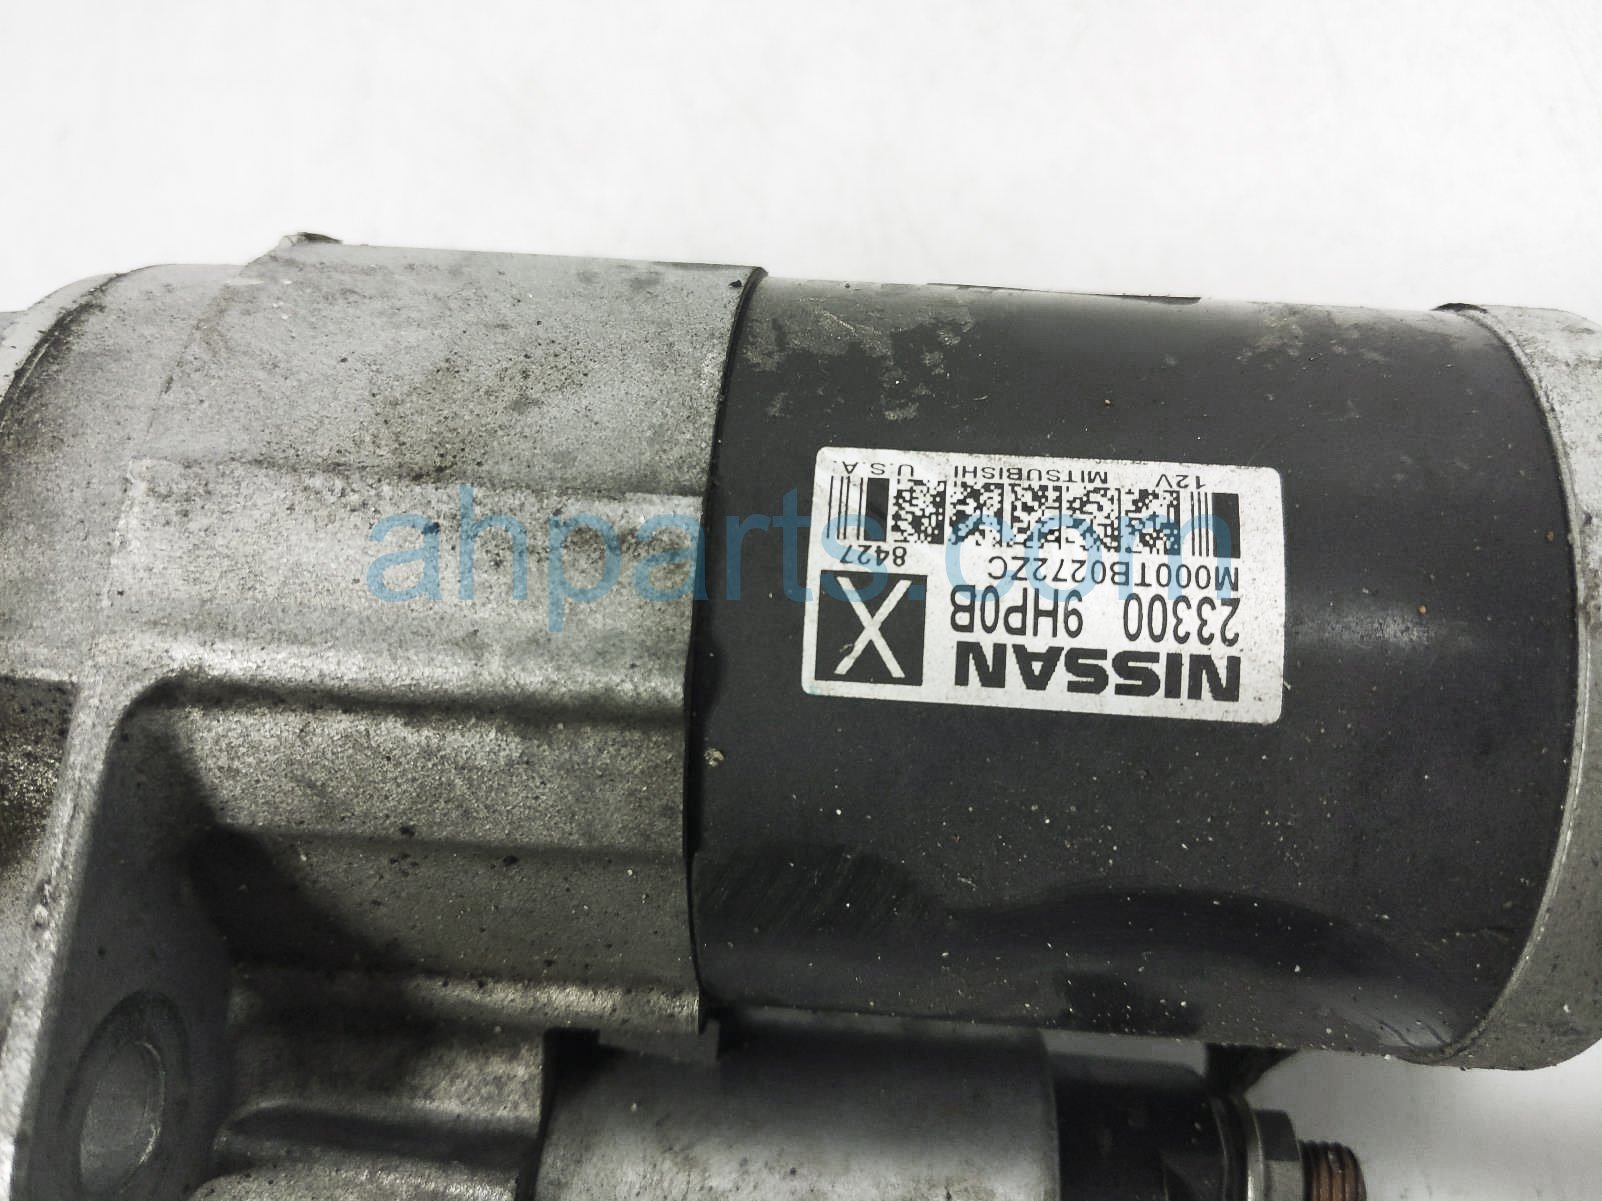 NISSAN
23300 9HP0B
M000TB0272ZC
X
8427
12V MITSUBISHI U.S.A.
ahparts.com